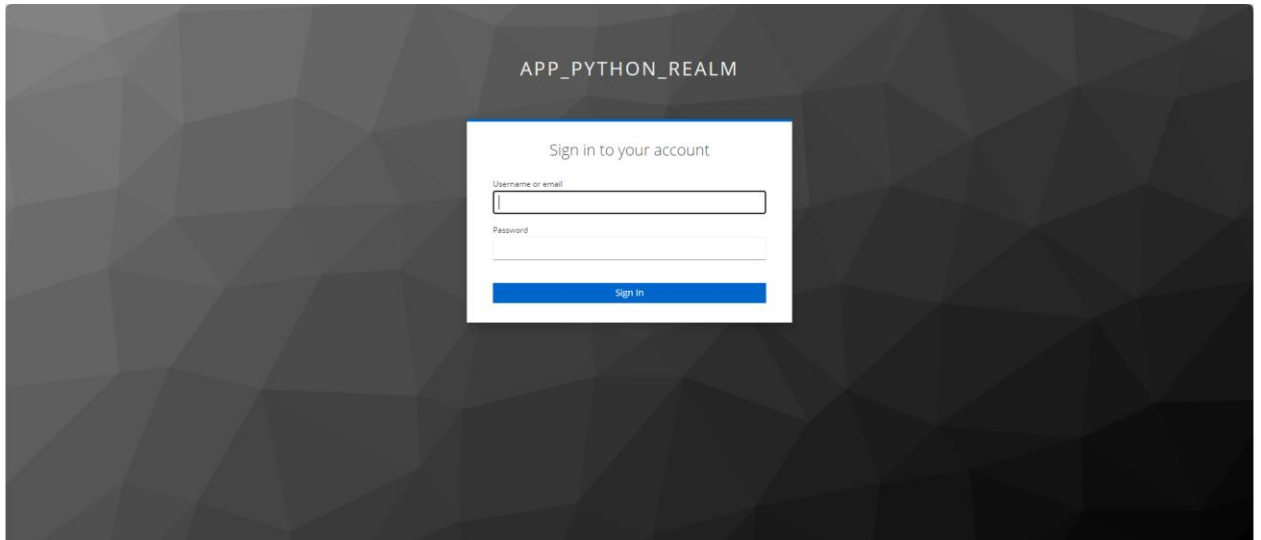 APP_PYTHON_REALM
Sign in to your account
Username or email
Password
Sign In